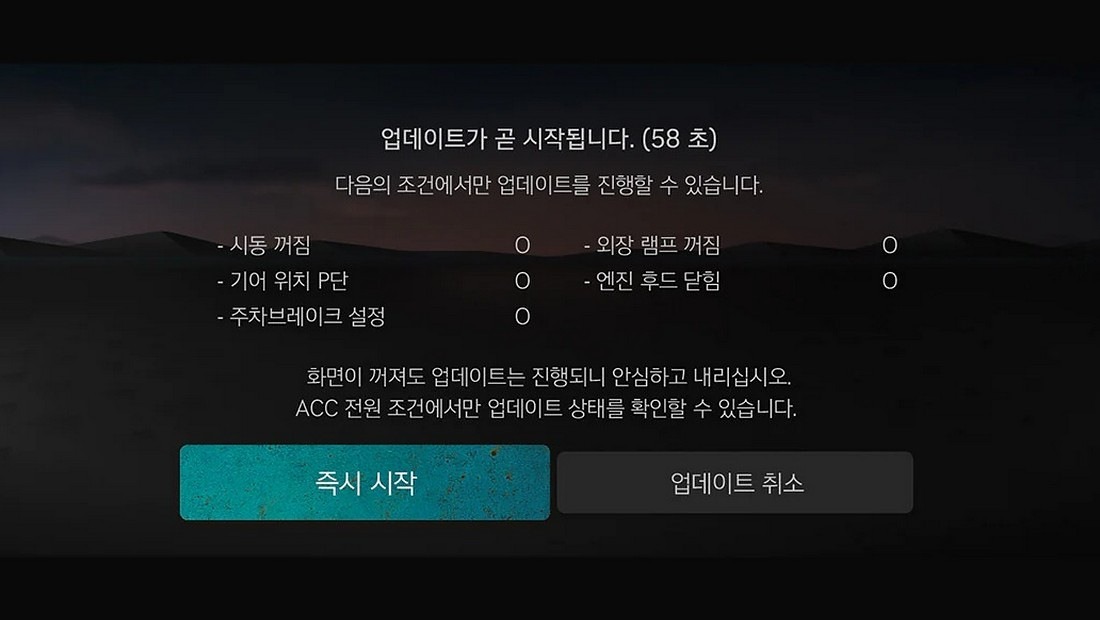 업데이트가 곧 시작됩니다. (58 초)
다음의 조건에서만 업데이트를 진행할 수 있습니다.
- 시동 꺼짐 O
- 외장 램프 꺼짐 O
- 기어 위치 P단 O
- 엔진 후드 닫힘 O
- 주차브레이크 설정 O
화면이 꺼져도 업데이트는 진행되니 안심하고 내리십시오.
ACC 전원 조건에서만 업데이트 상태를 확인할 수 있습니다.
즉시 시작
업데이트 취소